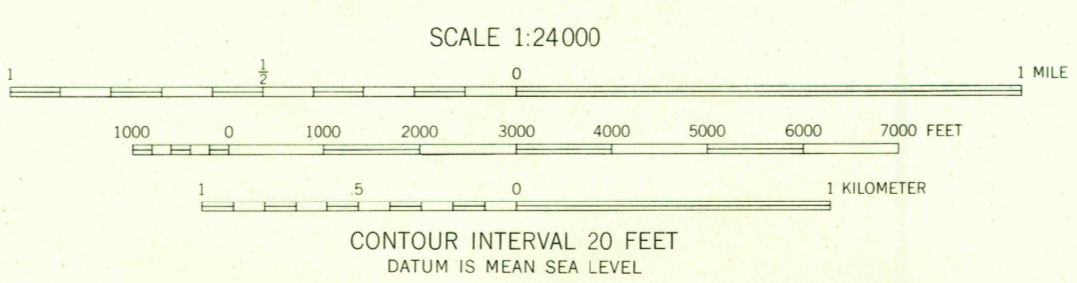 SCALE 1:24000
1 1/2 0 1 MILE
1000 0 1000 2000 3000 4000 5000 6000 7000 FEET
1 .5 0 1 KILOMETER
CONTOUR INTERVAL 20 FEET
DATUM IS MEAN SEA LEVEL